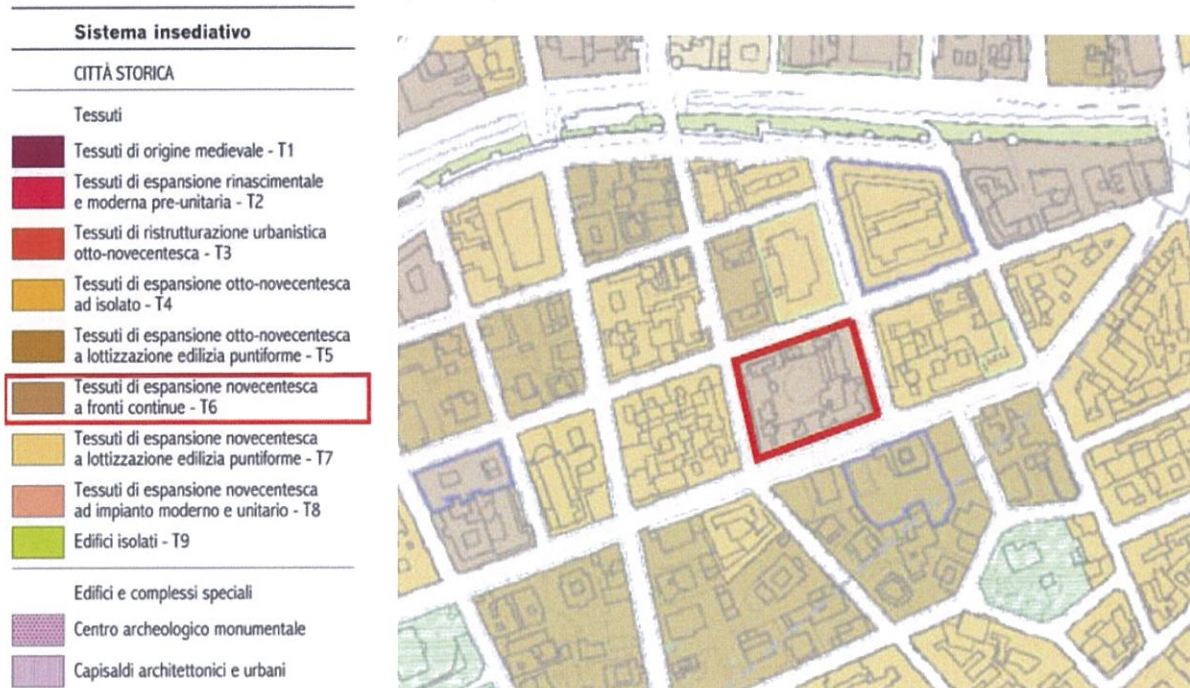 Sistema insediativo
CITTÀ STORICA
Tessuti
Tessuti di origine medievale - T1
Tessuti di espansione rinascimentale
e moderna pre-unitaria - T2
Tessuti di ristrutturazione urbanistica
otto-novecentesca - T3
Tessuti di espansione otto-novecentesca
ad isolato - T4
Tessuti di espansione otto-novecentesca
a lottizzazione edilizia puntiforme - T5
Tessuti di espansione novecentesca
a fronti continue - T6
Tessuti di espansione novecentesca
a lottizzazione edilizia puntiforme - T7
Tessuti di espansione novecentesca
ad impianto moderno e unitario - T8
Edifici isolati - T9
Edifici e complessi speciali
Centro archeologico monumentale
Capisaldi architettonici e urbani